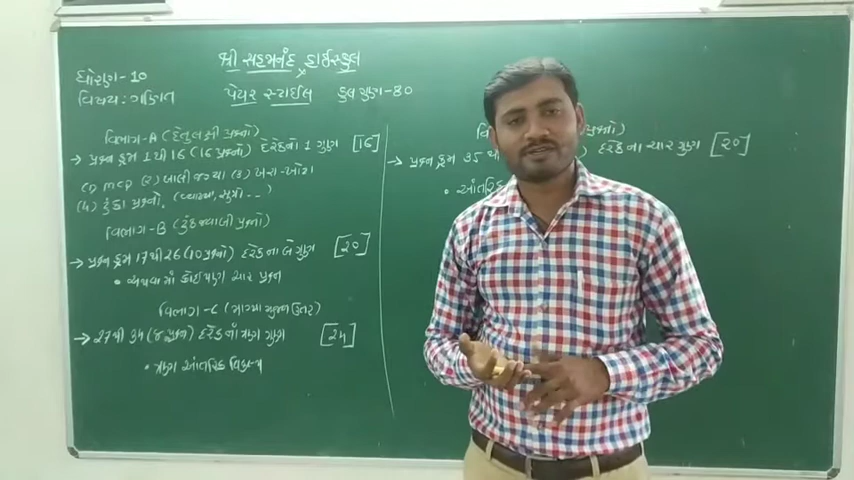 શ્રી સહજાનંદ હાઈસ્કૂલ
ધોરણ-10
વિષય : ગણિત
પેપર સ્ટાઈલ કુલ ગુણ-80
વિભાગ-A (હેતુલક્ષી પ્રશ્નો)
→ પ્રશ્ન ક્રમ 1 થી 16 (16 પ્રશ્નો) દરેકનો 1 ગુણ [16]
(1) MCQ (2) ખાલી જગ્યા (3) ખરા-ખોટા
(4) ટુંકા પ્રશ્નો. (વ્યાખ્યા, સુત્રો ...)
વિભાગ-B (ટુંકજવાબી પ્રશ્નો)
→ પ્રશ્ન ક્રમ 17 થી 26 (10 પ્રશ્નો) દરેકના બે ગુણ [20]
• અથવામાં કોઈપણ ચાર પ્રશ્ન
વિભાગ-C (માગ્યા મુજબ ઉત્તર)
→ 27 થી 34 (8 પ્રશ્ન) દરેકનાં ત્રણ ગુણ [24]
• ત્રણ આંતરિક વિકલ્પ
પ્રશ્નો)
→ પ્રશ્ન ક્રમ 35 થી દરેકના ચાર ગુણ [20]
• આંતરિક